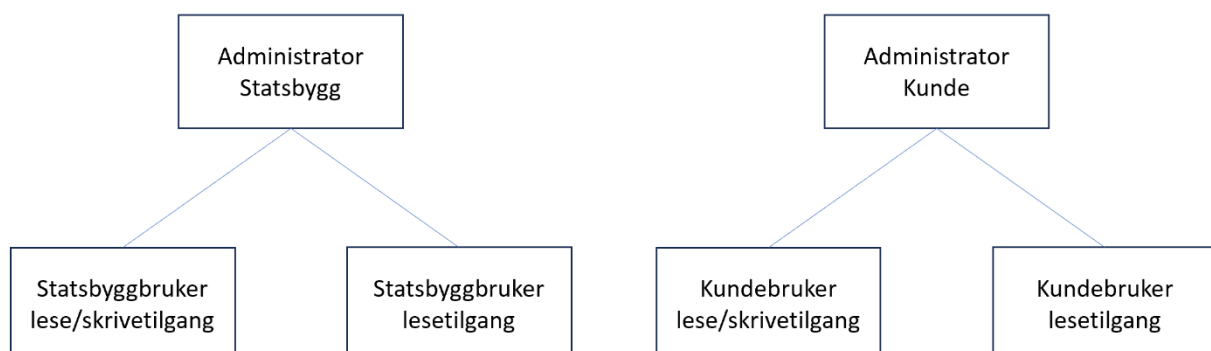 Administrator
Statsbygg
Administrator
Kunde
Statsbyggbruker
lese/skrivetilgang
Statsbyggbruker
lesetilgang
Kundebruker
lese/skrivetilgang
Kundebruker
lesetilgang